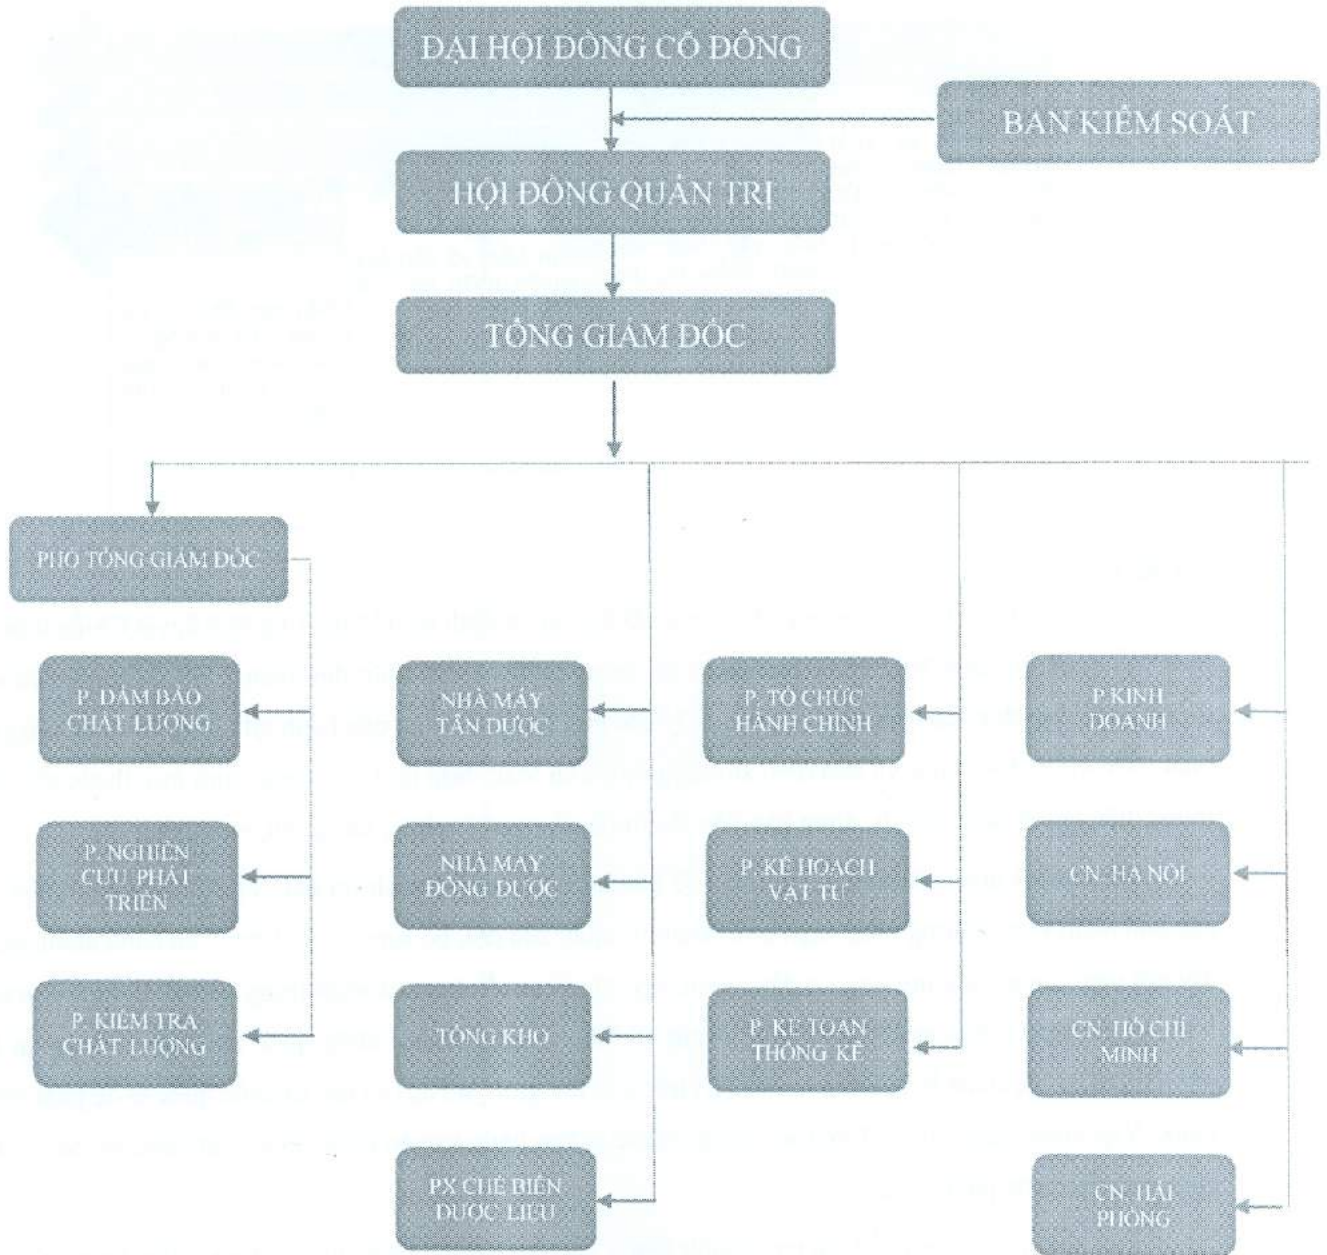 ĐẠI HỘI ĐỒNG CỔ ĐÔNG
BAN KIỂM SOÁT
HỘI ĐỒNG QUẢN TRỊ
TỔNG GIÁM ĐỐC
PHÓ TỔNG GIÁM ĐỐC
P. ĐẢM BẢO
CHẤT LƯỢNG
NHÀ MÁY
TÂN DƯỢC
P. TỔ CHỨC
HÀNH CHÍNH
P KINH
DOANH
P. NGHIÊN
CỨU PHÁT
TRIỂN
NHÀ MÁY
ĐÔNG DƯỢC
P. KẾ HOẠCH
VẬT TƯ
CN. HÀ NỘI
P. KIỂM TRA
CHẤT LƯỢNG
TỔNG KHO
P. KẾ TOÁN
THỐNG KÊ
CN. HỒ CHÍ
MINH
PX CHẾ BIẾN
DƯỢC LIỆU
CN. HẢI
PHÒNG